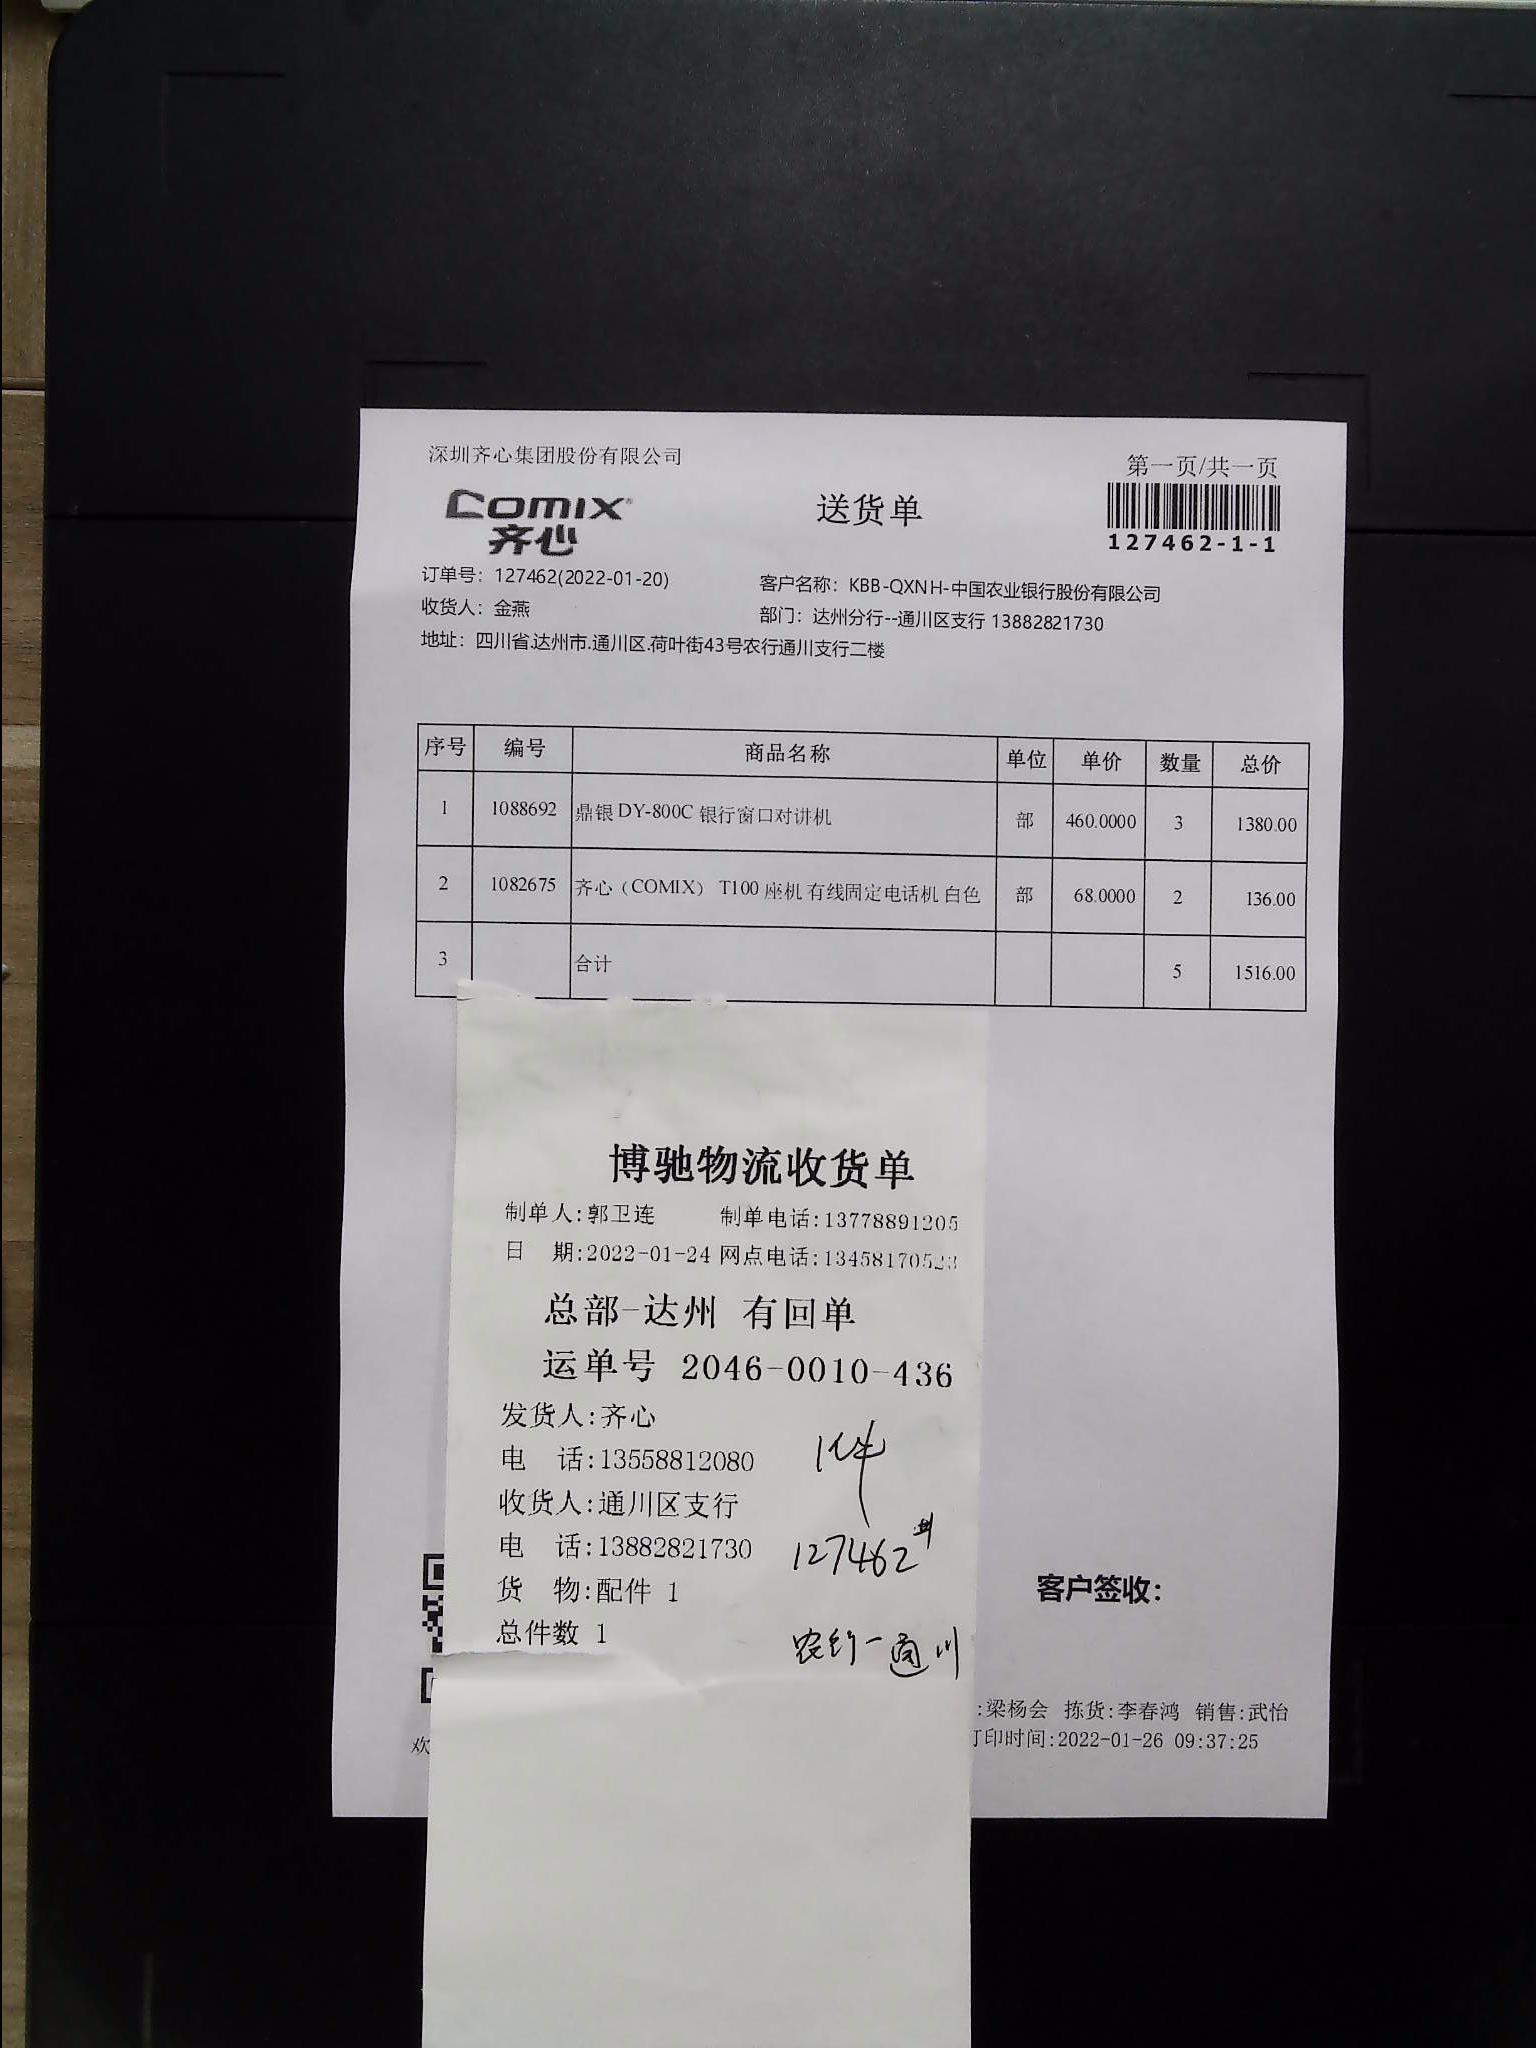 深圳齐心集团股份有限公司
第一页/共一页
COMIX
齐心
送货单
127462-1-1
订单号：127462(2022-01-20)
客户名称：KBB-QXNH-中国农业银行股份有限公司
收货人：金燕
部门：达州分行--通川区支行 13882821730
地址：四川省.达州市.通川区.荷叶街43号农行通川支行二楼
序号 编号 商品名称 单位 单价 数量 总价
1 1088692 鼎银 DY-800C 银行窗口对讲机 部 460.0000 3 1380.00
2 1082675 齐心（COMIX） T100 座机 有线固定电话机 白色 部 68.0000 2 136.00
3 合计 5 1516.00
博驰物流收货单
制单人:郭卫连 制单电话:13778891205
日 期:2022-01-24 网点电话:13458170523
总部-达州 有回单
运单号 2046-0010-436
发货人:齐心
电 话:13558812080
1件
收货人:通川区支行
电 话:13882821730
127462#
货 物:配件 1
总件数 1
农行-通川
客户签收：
:梁杨会 拣货:李春鸿 销售:武怡
欢
印时间:2022-01-26 09:37:25